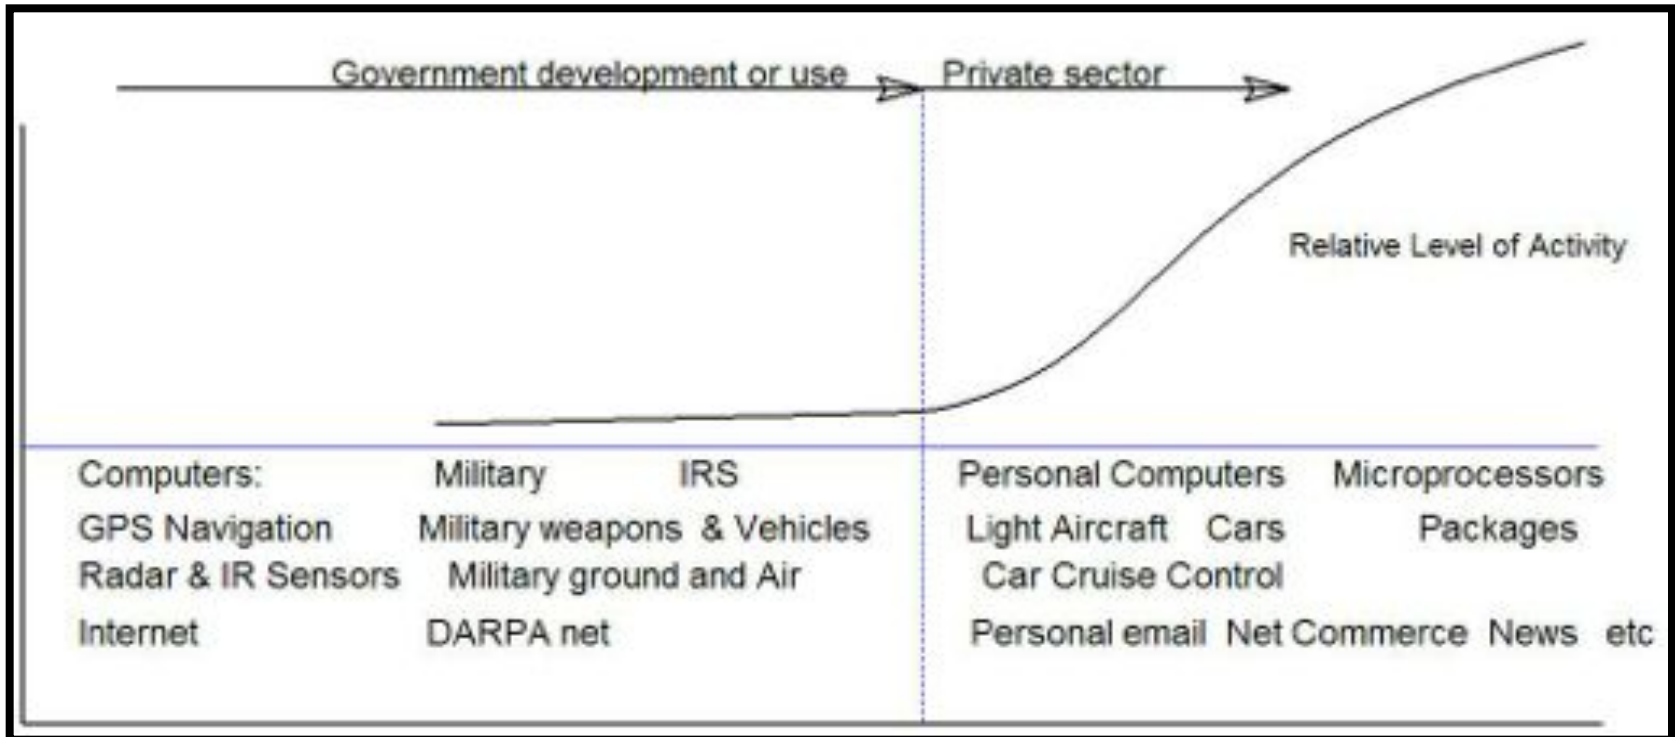 Government development or use Private sector
Relative Level of Activity
Computers: Military IRS Personal Computers Microprocessors
GPS Navigation Military weapons & Vehicles Light Aircraft Cars Packages
Radar & IR Sensors Military ground and Air Car Cruise Control
Internet DARPA net Personal email Net Commerce News etc